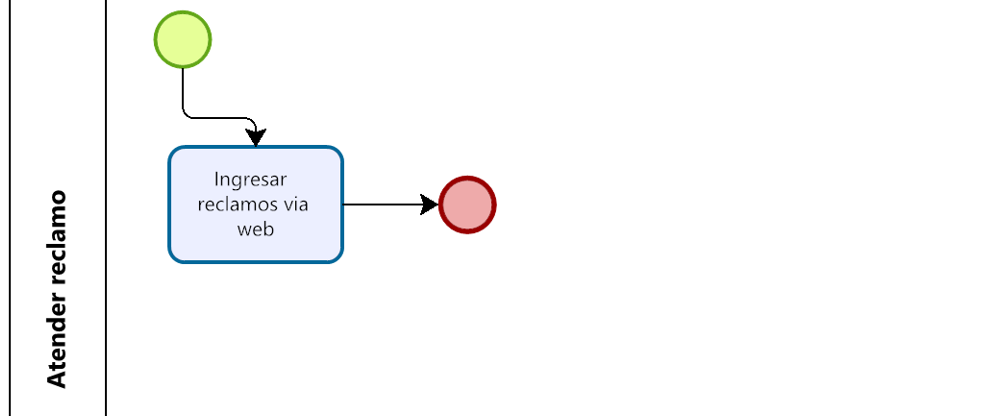 Atender reclamo
Ingresar
reclamos via
web